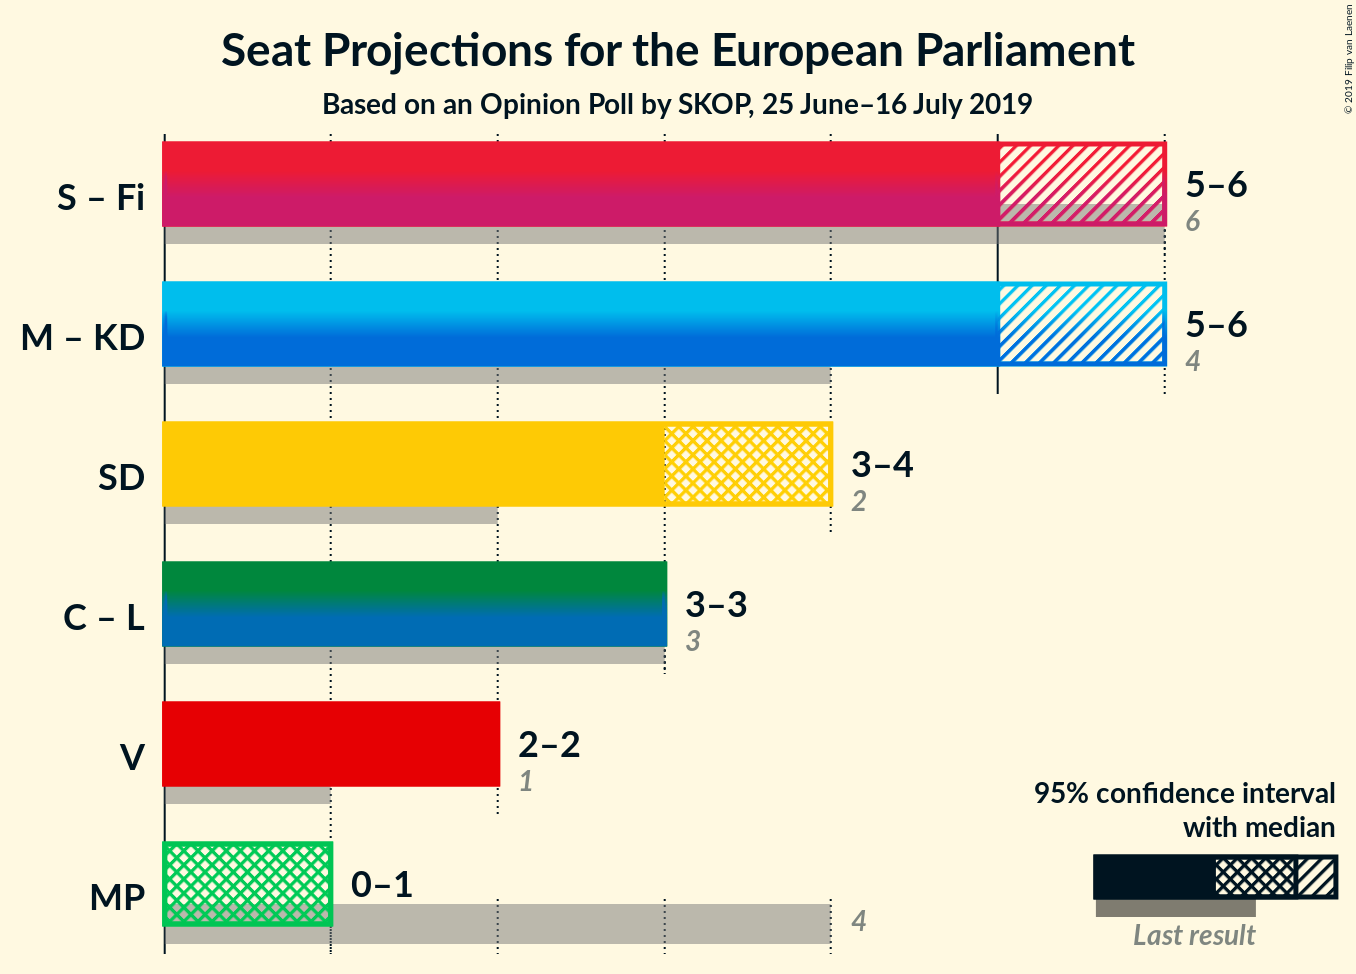 Seat Projections for the European Parliament
Based on an Opinion Poll by SKOP, 25 June–16 July 2019
© 2019 Filip van Laenen
S – Fi
5–6
6
M – KD
5–6
4
SD
3–4
2
C – L
3–3
3
V
2–2
1
MP
0–1
4
95% confidence interval
with median
Last result